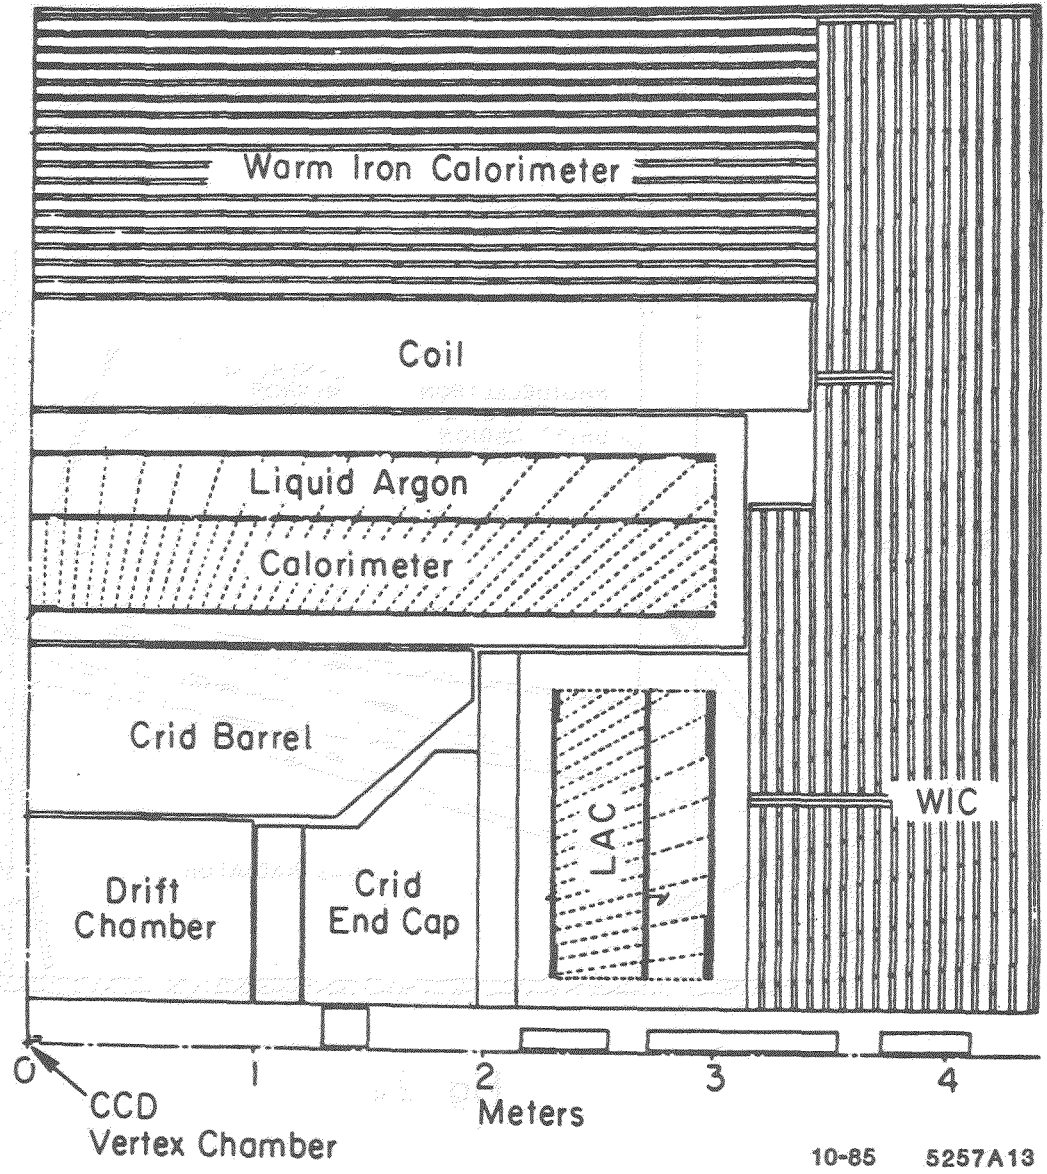 Warm Iron Calorimeter
Coil
Liquid Argon
Calorimeter
Crid Barrel
LAC
WIC
Drift
Chamber
Crid
End Cap
0 1 2 3 4
CCD
Vertex Chamber
Meters
10-85 5257A13